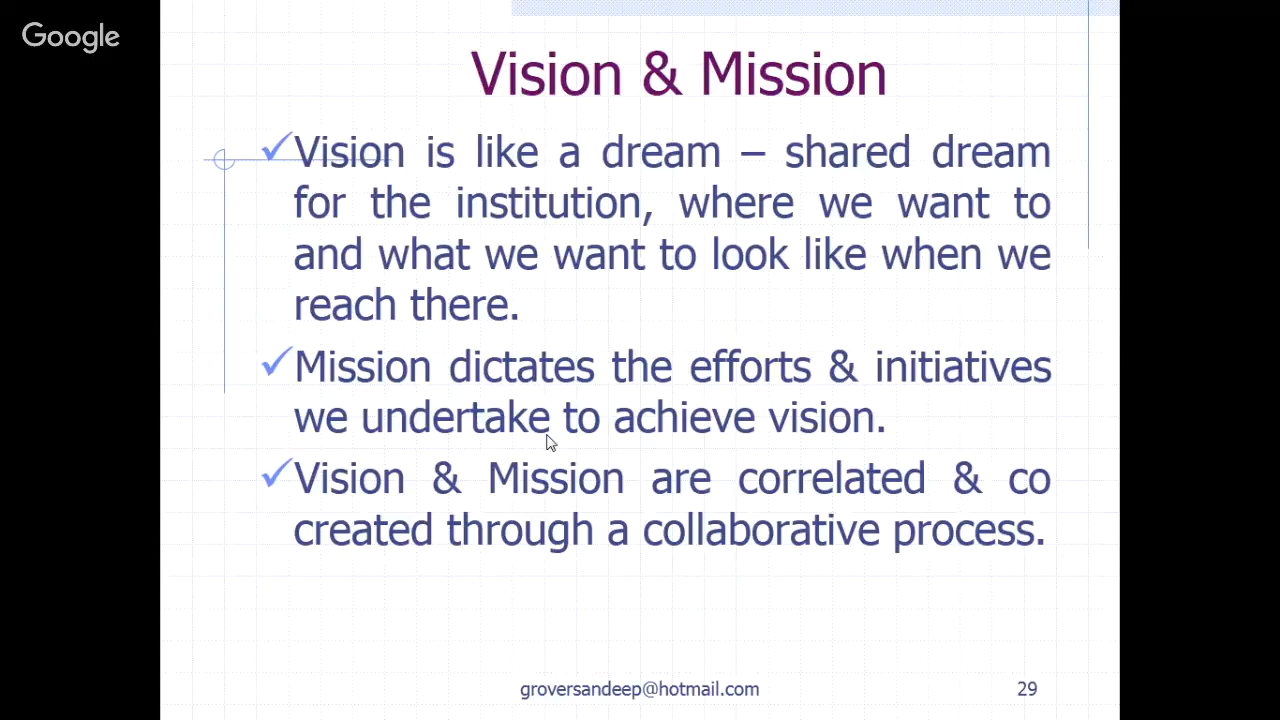 Google
Vision & Mission
Vision is like a dream – shared dream
for the institution, where we want to
and what we want to look like when we
reach there.
Mission dictates the efforts & initiatives
we undertake to achieve vision.
Vision & Mission are correlated & co
created through a collaborative process.
groversandeep@hotmail.com
29